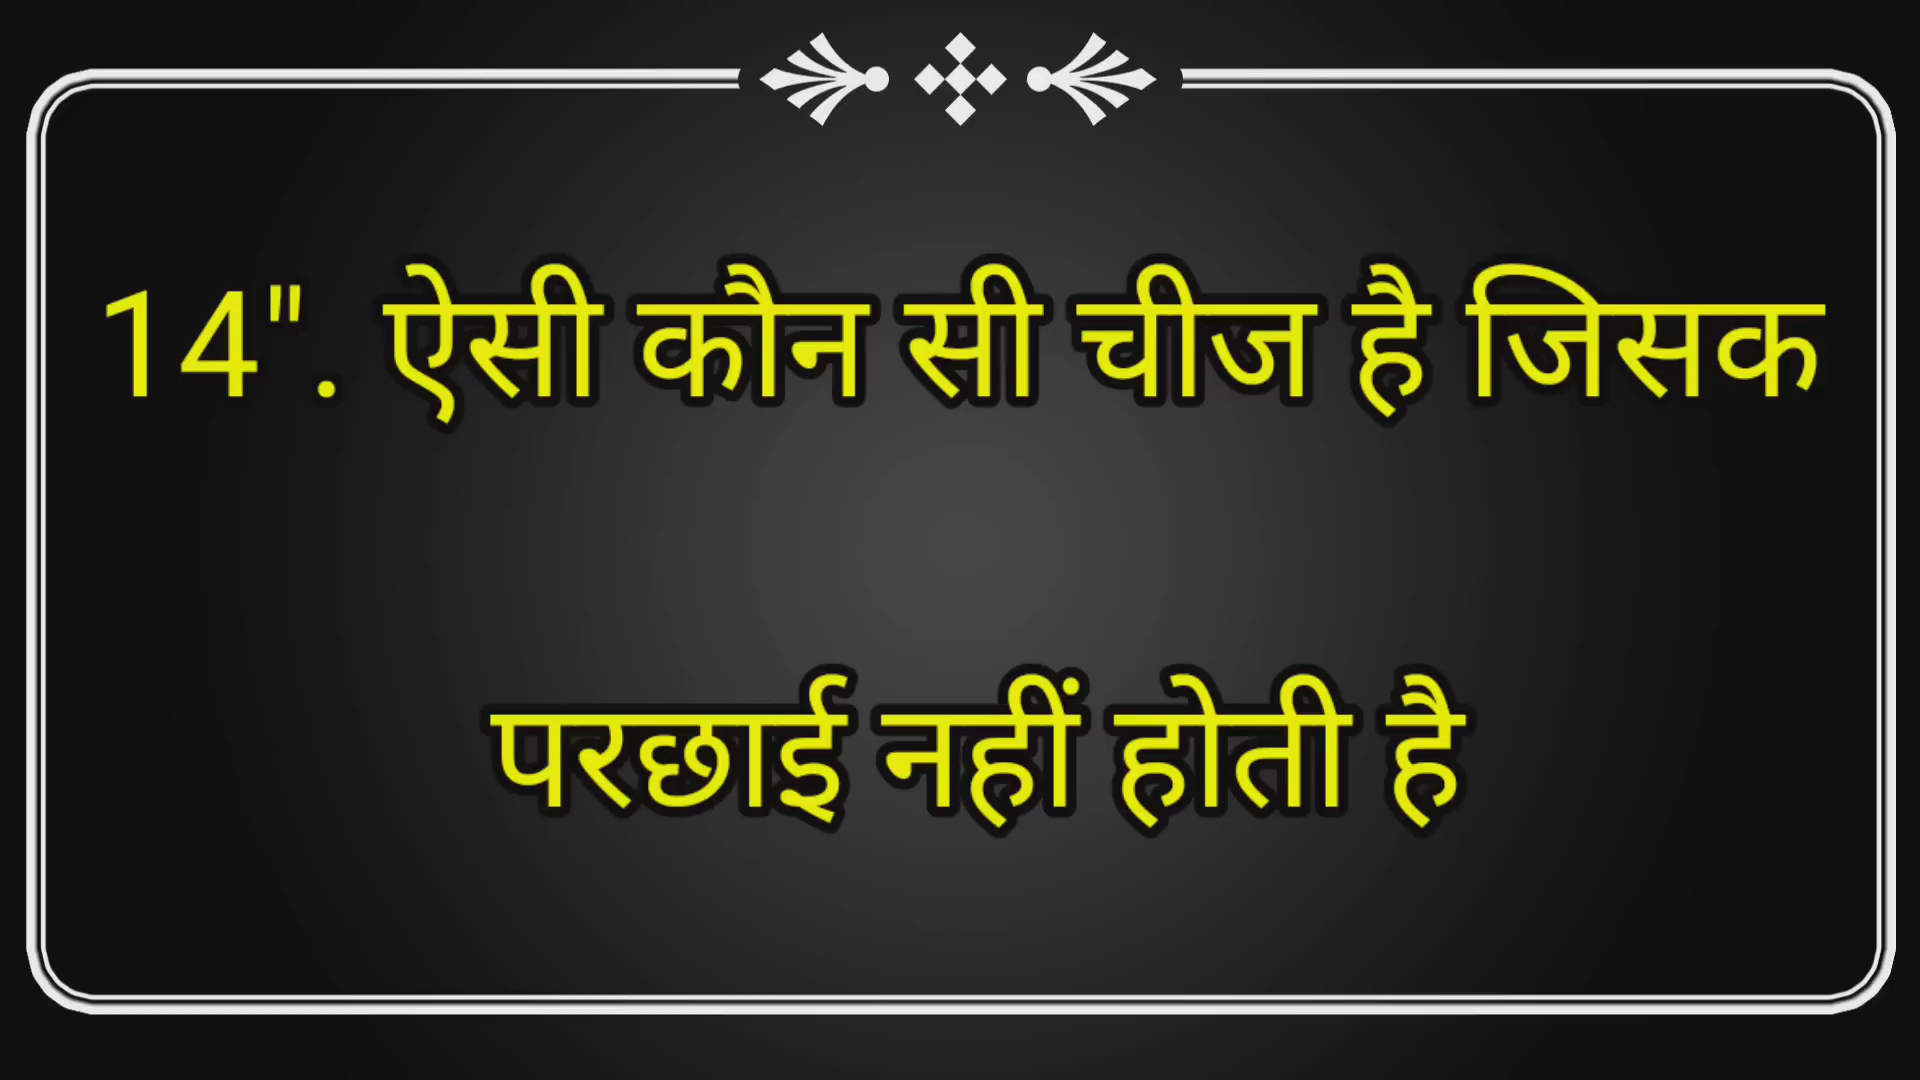 14". ऐसी कौन सी चीज है जिसक
परछाई नहीं होती है